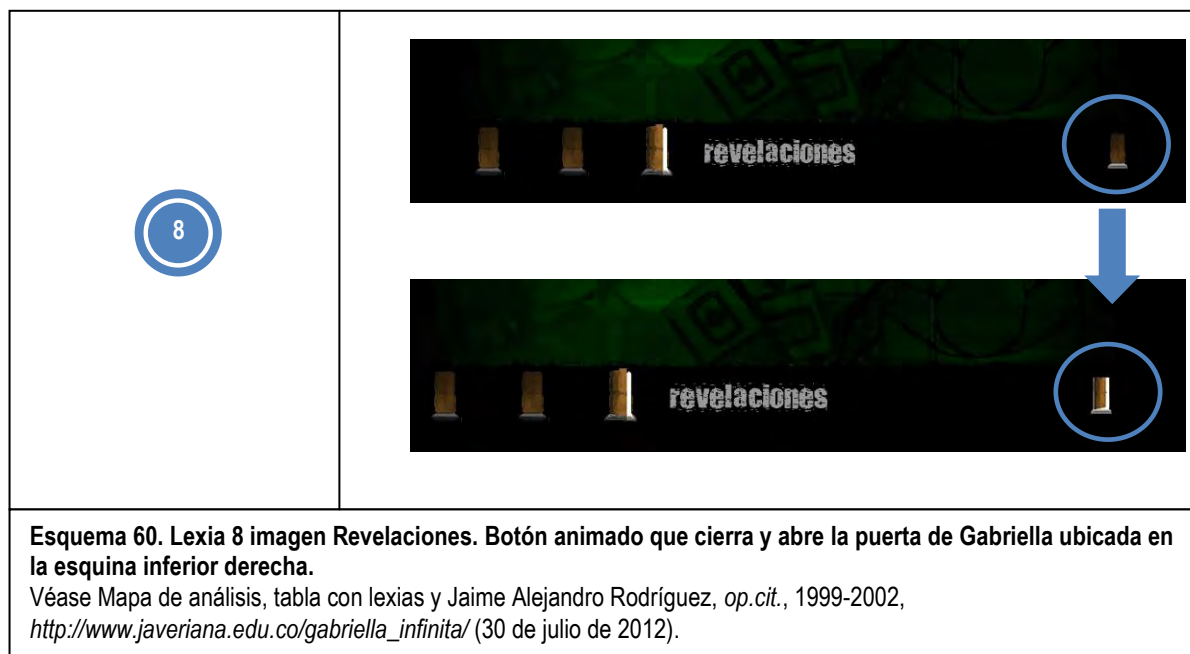 8
revelaciones
revelaciones
Esquema 60. Lexia 8 imagen Revelaciones. Botón animado que cierra y abre la puerta de Gabriella ubicada en
la esquina inferior derecha.
Véase Mapa de análisis, tabla con lexias y Jaime Alejandro Rodríguez, op.cit., 1999-2002,
http://www.javeriana.edu.co/gabriella_infinita/ (30 de julio de 2012).